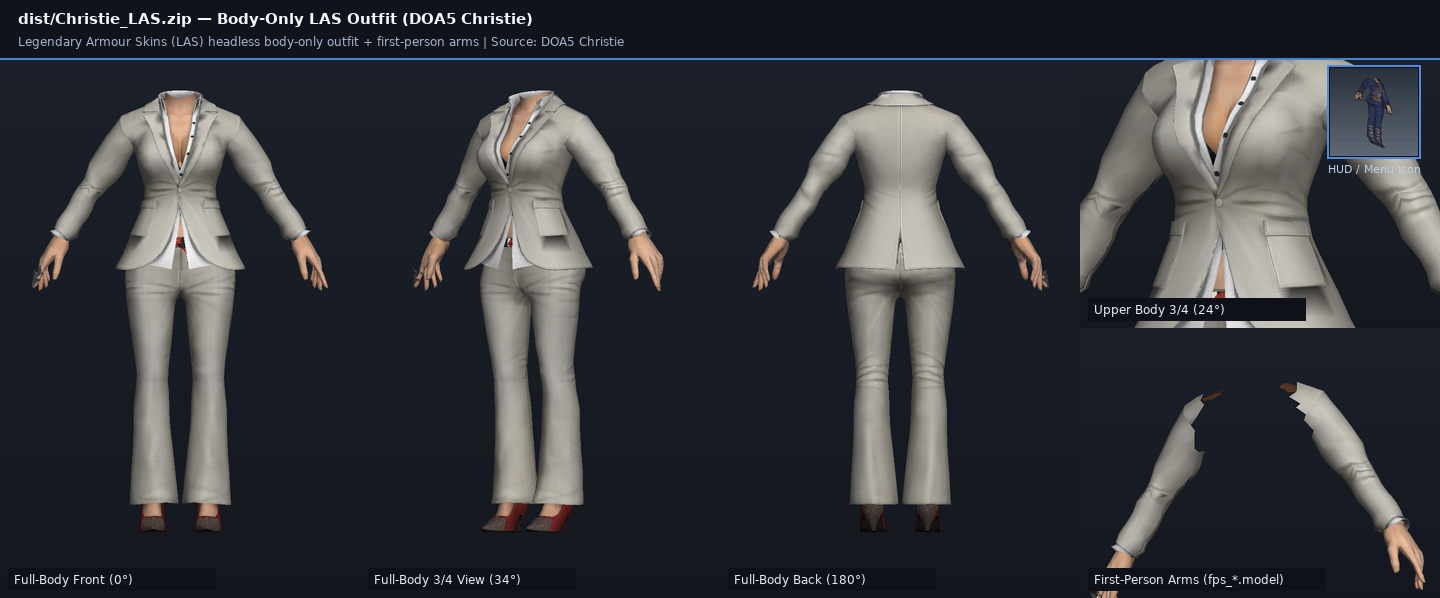 dist/Christie_LAS.zip — Body-Only LAS Outfit (DOA5 Christie)
Legendary Armour Skins (LAS) headless body-only outfit + first-person arms | Source: DOA5 Christie
HUD / Menu Icon
Upper Body 3/4 (24°)
Full-Body Front (0°)
Full-Body 3/4 View (34°)
Full-Body Back (180°)
First-Person Arms (fps_*.model)